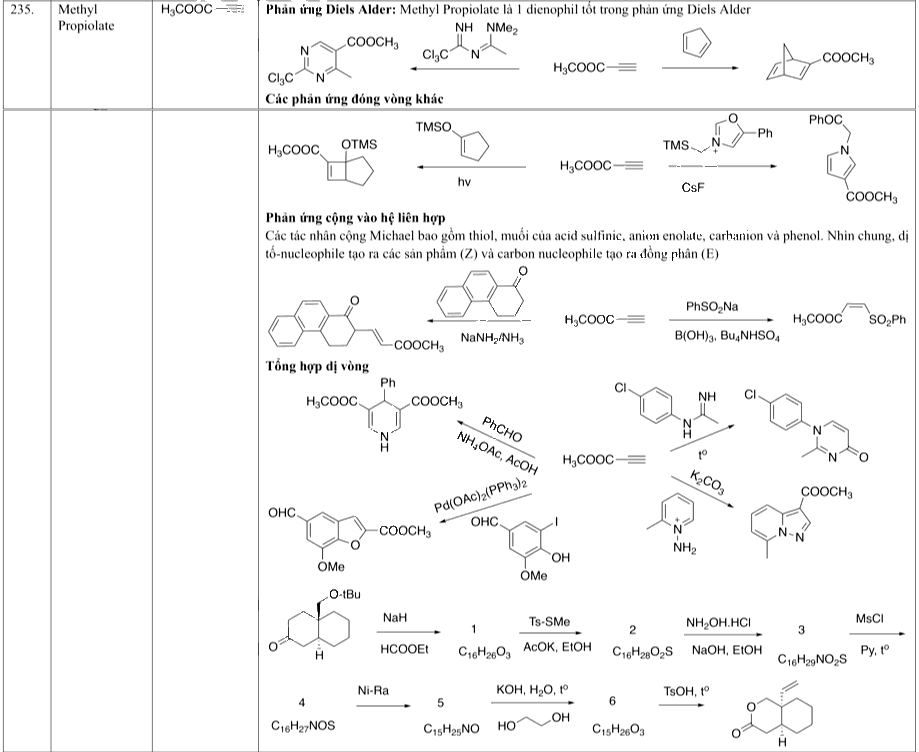 235.
Methyl
Propiolate
H₃COOC
Phản ứng Diels Alder: Methyl Propiolate là 1 dienophil tốt trong phản ứng Diels Alder
N
N
COOCH₃
Cl₃C
NH NMe₂
Cl₃C N
H₃COOC
COOCH₃
Các phản ứng đóng vòng khác
H₃COOC
OTMS
TMSO
hν
H₃COOC
O
Ph
TMS
N
+
CsF
PhOC
N
COOCH₃
Phản ứng cộng vào hệ liên hợp
Các tác nhân cộng Michael bao gồm thiol, muối của acid sulfinic, anion enolate, carbanion và phenol. Nhìn chung, dị
tố-nucleophile tạo ra các sản phẩm (Z) và carbon nucleophile tạo ra đồng phân (E)
O
COOCH₃
O
NaNH₂/NH₃
H₃COOC
PhSO₂Na
B(OH)₃, Bu₄NHSO₄
H₃COOC
SO₂Ph
Tổng hợp dị vòng
Ph
H₃COOC
COOCH₃
N
H
PhCHO
NH₄OAc, AcOH
H₃COOC
Cl
NH
N
H
tº
Cl
N
N
O
Pd(OAc)₂(PPh₃)₂
OHC
O
COOCH₃
OMe
OHC
I
OH
OMe
K₂CO₃
N
+
NH₂
COOCH₃
N
N
O-tBu
O
H
NaH
HCOOEt
1
C₁₆H₂₆O₃
Ts-SMe
AcOK, EtOH
2
C₁₆H₂₈O₂S
NH₂OH.HCl
NaOH, EtOH
3
C₁₆H₂₉NO₂S
MsCl
Py, tº
4
C₁₆H₂₇NOS
Ni-Ra
5
C₁₅H₂₅NO
KOH, H₂O, tº
HO
OH
6
C₁₅H₂₆O₃
TsOH, tº
O
O
H